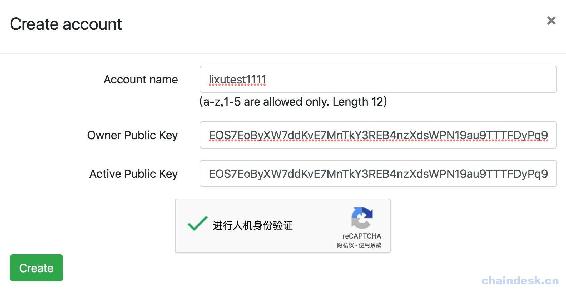 Create account
×
Account name
lixutest1111
(a-z,1-5 are allowed only. Length 12)
Owner Public Key
EOS7EoByXW7ddKvE7MnTkY3REB4nzXdsWPN19au9TTTFDyPq9
Active Public Key
EOS7EoByXW7ddKvE7MnTkY3REB4nzXdsWPN19au9TTTFDyPq9
进行人机身份验证
reCAPTCHA
隐私权 - 使用条款
Create
chaindesk.cn